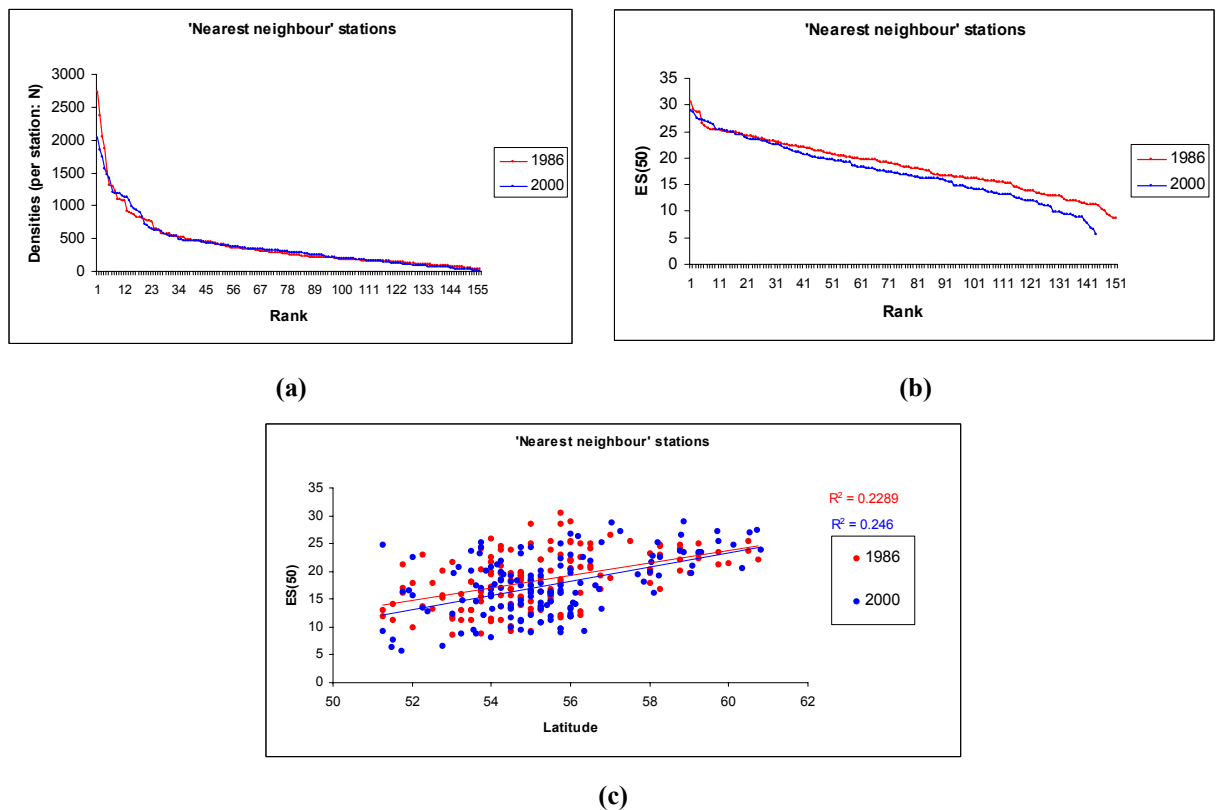 'Nearest neighbour' stations
Densities (per station: N)
3000
2500
2000
1500
1000
500
0
1 12 23 34 45 56 67 78 89 100 111 122 133 144 155
Rank
1986
2000
(a)
'Nearest neighbour' stations
ES(50)
35
30
25
20
15
10
5
0
1 11 21 31 41 51 61 71 81 91 101 111 121 131 141 151
Rank
1986
2000
(b)
'Nearest neighbour' stations
ES(50)
35
30
25
20
15
10
5
0
50 52 54 56 58 60 62
Latitude
R² = 0.2289
R² = 0.246
1986
2000
(c)